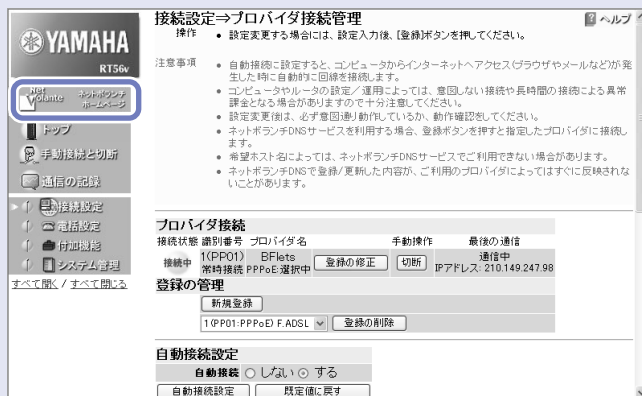 YAMAHA
RT56v
Net Volante ネットボランチ ホームページ
トップ
手動接続と切断
通信の記録
接続設定
電話設定
付加機能
システム管理
すべて開く / すべて閉じる
接続設定⇒プロバイダ接続管理
ヘルプ
操作
● 設定変更する場合には、設定入力後、[登録]ボタンを押してください。
注意事項
● 自動接続に設定すると、コンピュータからインターネットへアクセス(ブラウザやメールなど)が発
生した時に自動的に回線を接続します。
● コンピュータやルータの設定／運用によっては、意図しない接続や長時間の接続による異常
課金となる場合がありますので十分注意してください。
● 設定変更後は、必ず意図通り動作しているか、動作確認をしてください。
● ネットボランチDNSサービスを利用する場合、登録ボタンを押すと指定したプロバイダに接続し
ます。
● 希望ホスト名によっては、ネットボランチDNSサービスでご利用できない場合があります。
● ネットボランチDNSで登録/更新した内容が、ご利用のプロバイダによってはすぐに反映されな
いことがあります。
プロバイダ接続
接続状態 識別番号 プロバイダ名 手動操作 最後の通信
接続中 1(PP01) BFlets 登録の修正 切断 通信中
常時接続 PPPoE:選択中 IPアドレス: 210.149.247.98
登録の管理
新規登録
1(PP01:PPPoE) F.ADSL 登録の削除
自動接続設定
自動接続 しない する
自動接続設定 既定値に戻す